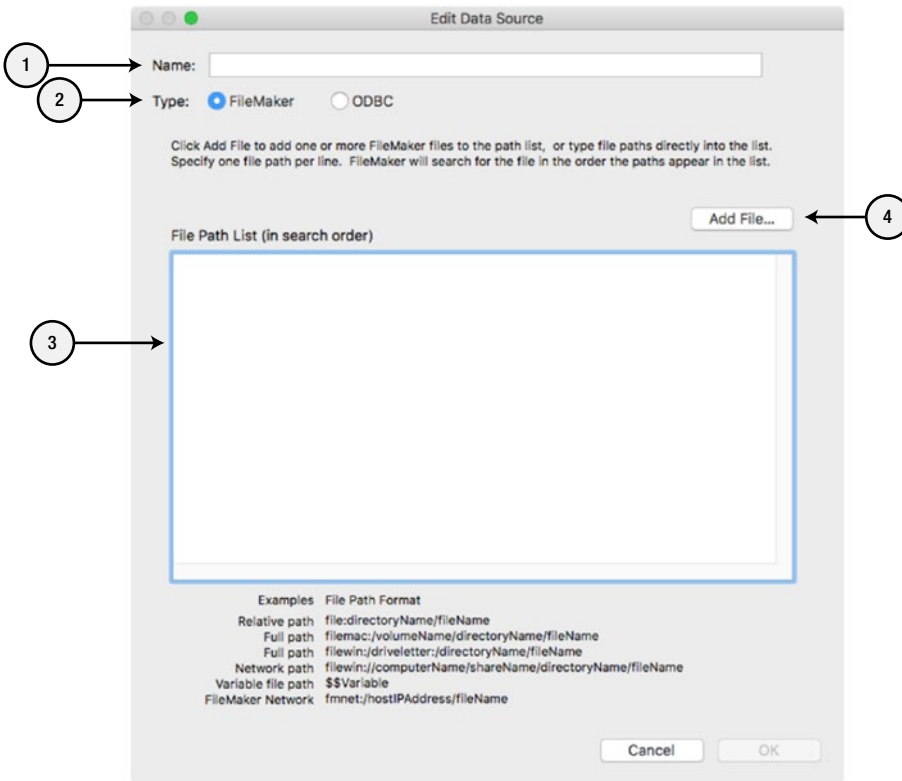 Edit Data Source
1
Name:
2
Type: FileMaker ODBC
Click Add File to add one or more FileMaker files to the path list, or type file paths directly into the list.
Specify one file path per line. FileMaker will search for the file in the order the paths appear in the list.
Add File...
4
File Path List (in search order)
3
Examples File Path Format
Relative path file:directoryName/fileName
Full path filemac:/volumeName/directoryName/fileName
Full path filewin:/driveletter:/directoryName/fileName
Network path filewin://computerName/shareName/directoryName/fileName
Variable file path $$Variable
FileMaker Network fmnet:/hostIPAddress/fileName
Cancel OK